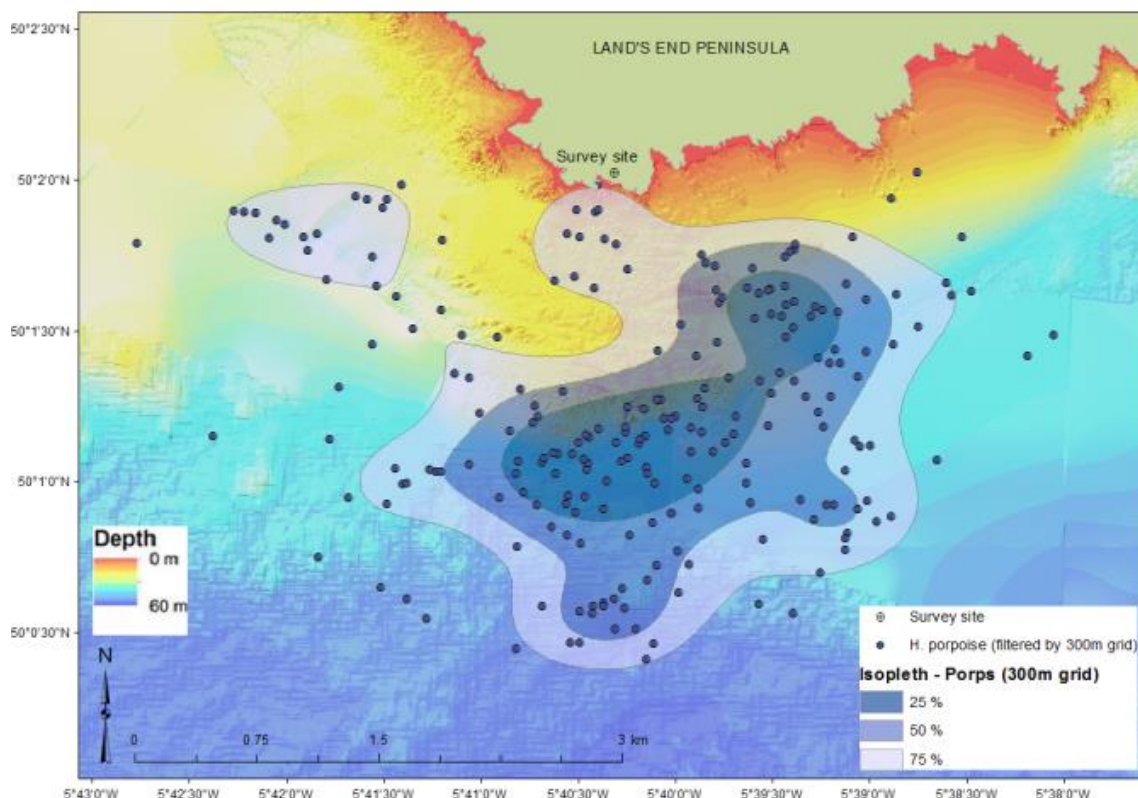 50°2'30"N
LAND'S END PENINSULA
Survey site
50°2'0"N
50°1'30"N
50°1'0"N
Depth
0 m
60 m
50°0'30"N
N
0 0.75 1.5 3 km
Survey site
H. porpoise (filtered by 300m grid)
Isopleth - Porps (300m grid)
25 %
50 %
75 %
5°43'0"W 5°42'30"W 5°42'0"W 5°41'30"W 5°41'0"W 5°40'30"W 5°40'0"W 5°39'30"W 5°39'0"W 5°38'30"W 5°38'0"W